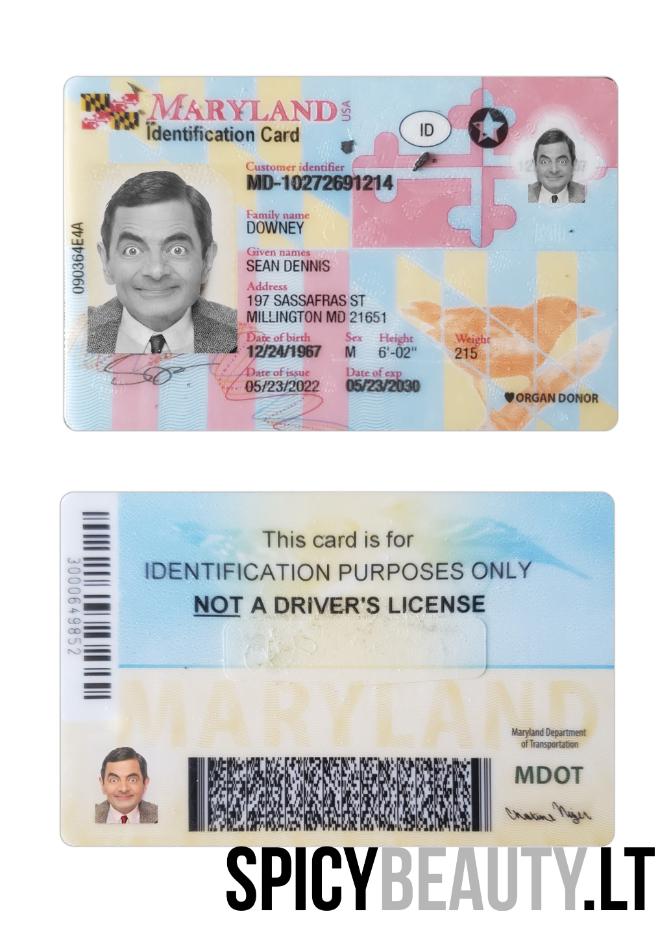 MARYLAND USA
Identification Card
ID
Customer identifier
MD-10272691214
Family name
DOWNEY
Given names
SEAN DENNIS
Address
197 SASSAFRAS ST
MILLINGTON MD 21651
Date of birth Sex Height Weight
12/24/1967 M 6'-02" 215
Date of issue Date of exp
05/23/2022 05/23/2030
ORGAN DONOR
090364E4A
This card is for
IDENTIFICATION PURPOSES ONLY
NOT A DRIVER'S LICENSE
3000649852
MARYLAND
Maryland Department
of Transportation
MDOT
SPICYBEAUTY.LT